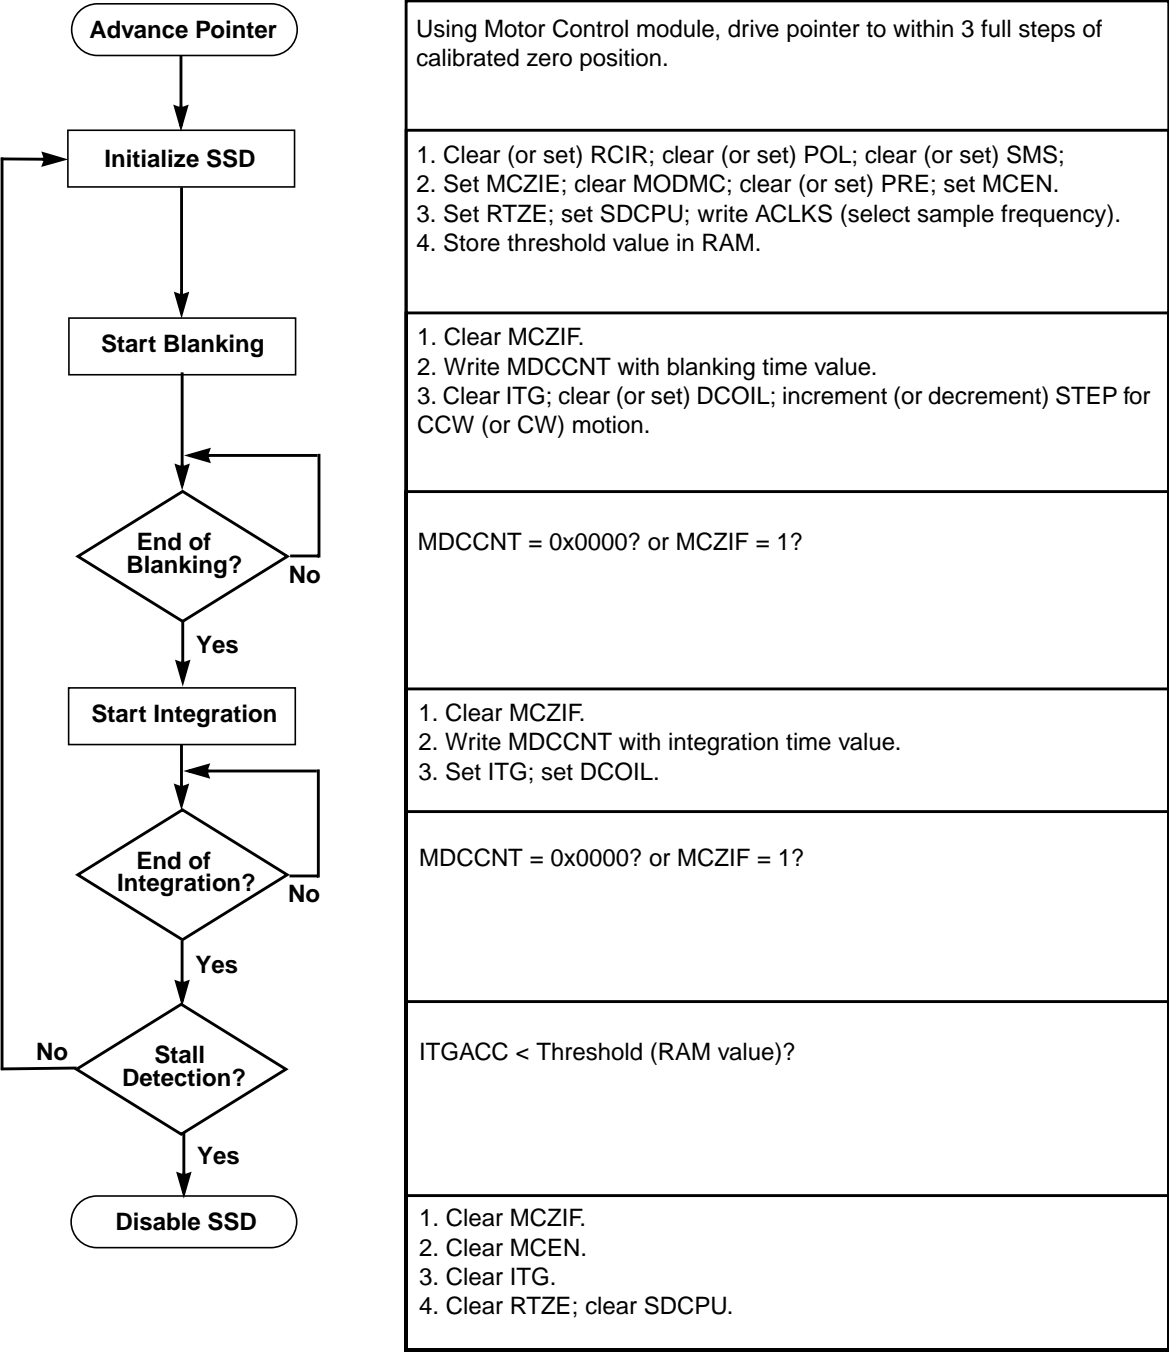 Advance Pointer
Using Motor Control module, drive pointer to within 3 full steps of
calibrated zero position.
Initialize SSD
1. Clear (or set) RCIR; clear (or set) POL; clear (or set) SMS;
2. Set MCZIE; clear MODMC; clear (or set) PRE; set MCEN.
3. Set RTZE; set SDCPU; write ACLKS (select sample frequency).
4. Store threshold value in RAM.
Start Blanking
1. Clear MCZIF.
2. Write MDCCNT with blanking time value.
3. Clear ITG; clear (or set) DCOIL; increment (or decrement) STEP for
CCW (or CW) motion.
End of
Blanking?
No
Yes
MDCCNT = 0x0000? or MCZIF = 1?
Start Integration
1. Clear MCZIF.
2. Write MDCCNT with integration time value.
3. Set ITG; set DCOIL.
End of
Integration?
No
Yes
MDCCNT = 0x0000? or MCZIF = 1?
No
Stall
Detection?
Yes
ITGACC < Threshold (RAM value)?
Disable SSD
1. Clear MCZIF.
2. Clear MCEN.
3. Clear ITG.
4. Clear RTZE; clear SDCPU.